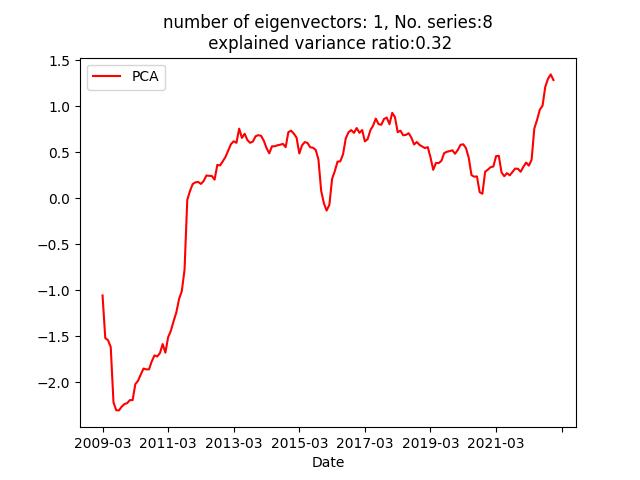 number of eigenvectors: 1, No. series:8
explained variance ratio:0.32
PCA
1.5
1.0
0.5
0.0
−0.5
−1.0
−1.5
−2.0
2009-03 2011-03 2013-03 2015-03 2017-03 2019-03 2021-03
Date